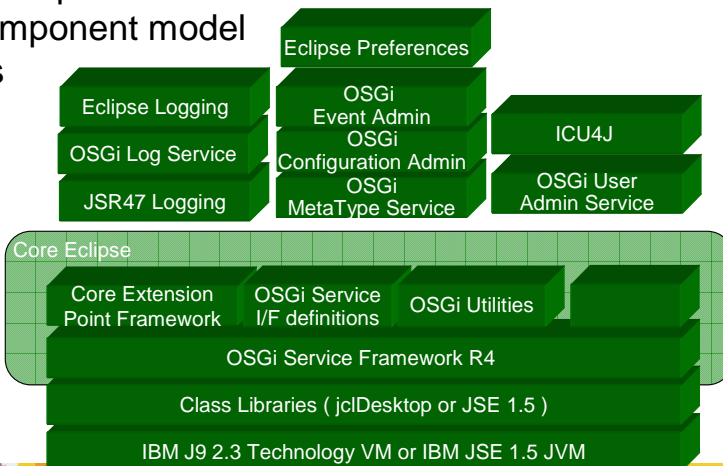 omponent model
Eclipse Preferences
Eclipse Logging
OSGi Log Service
JSR47 Logging
OSGi
Event Admin
OSGi
Configuration Admin
OSGi
MetaType Service
ICU4J
OSGi User
Admin Service
Core Eclipse
Core Extension
Point Framework
OSGi Service
I/F definitions
OSGi Utilities
OSGi Service Framework R4
Class Libraries ( jclDesktop or JSE 1.5 )
IBM J9 2.3 Technology VM or IBM JSE 1.5 JVM